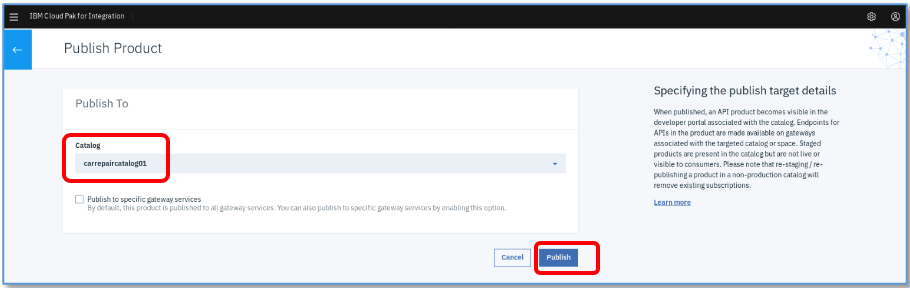 IBM Cloud Pak for Integration
Publish Product
Publish To
Catalog
carrepaircatalog01
Publish to specific gateway services
By default, this product is published to all gateway services. You can also publish to specific gateway services by enabling this option.
Cancel
Publish
Specifying the publish target details
When published, an API product becomes visible in the
developer portal associated with the catalog. Endpoints for
APIs in the product are made available on gateways
associated with the targeted catalog or space. Staged
products are present in the catalog but are not live or
visible to consumers. Please note that re-staging / re-
publishing a product in a non-production catalog will
remove existing subscriptions.
Learn more